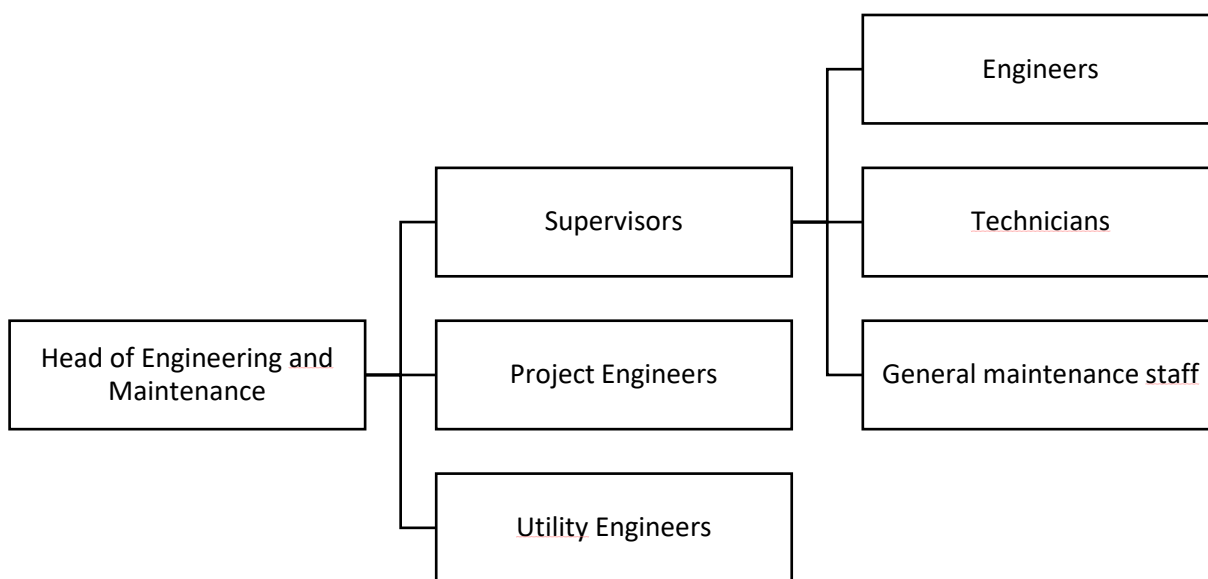 Engineers
Supervisors
Technicians
Head of Engineering and
Maintenance
Project Engineers
General maintenance staff
Utility Engineers